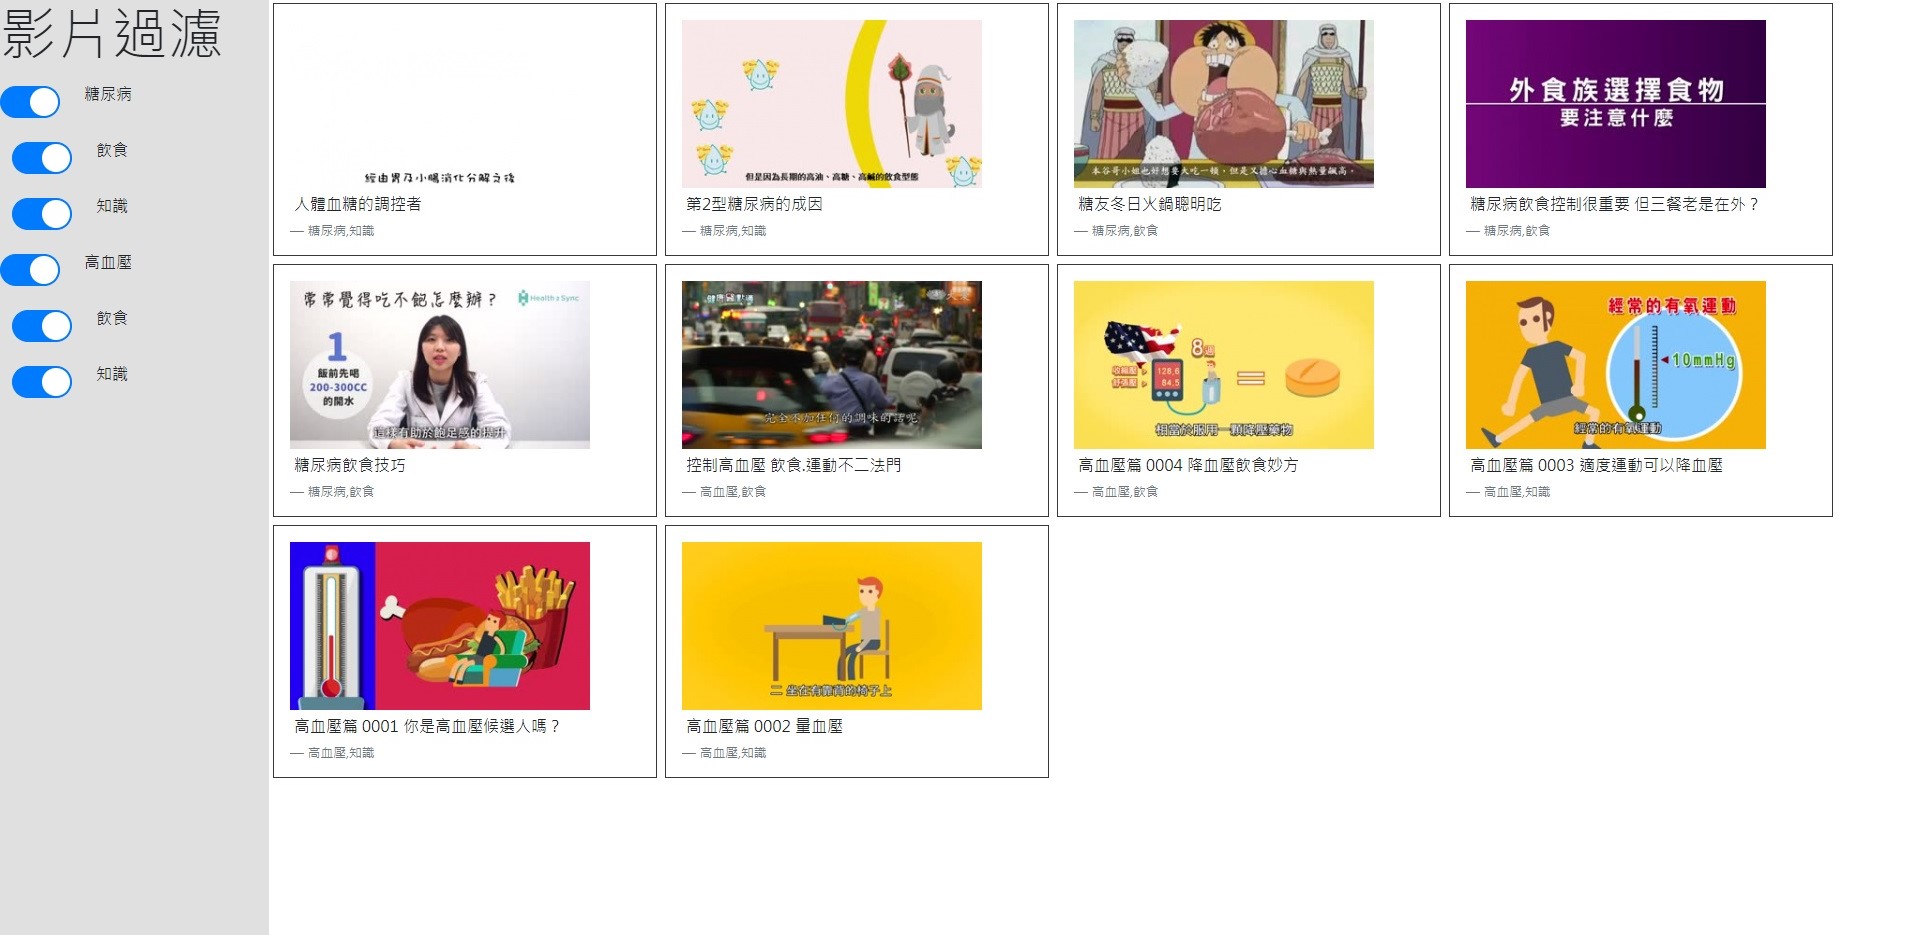 影片過濾
糖尿病
飲食
知識
高血壓
飲食
知識
經由胃及小腸消化分解之後
人體血糖的調控者
— 糖尿病,知識
但是因為長期的高油、高糖、高鹹的飲食型態
第2型糖尿病的成因
— 糖尿病,知識
本谷哥小姐也好想要大吃一頓，但是又擔心血糖與熱量飆高。
糖友冬日火鍋聰明吃
— 糖尿病,飲食
外食族選擇食物
要注意什麼
糖尿病飲食控制很重要 但三餐老是在外？
— 糖尿病,飲食
常常覺得吃不飽怎麼辦？
Health2Sync
1
飯前先喝
200-300CC
的開水
這樣有助於飽足感的提升
糖尿病飲食技巧
— 糖尿病,飲食
完全不加任何的調味的話呢
控制高血壓 飲食.運動不二法門
— 高血壓,飲食
8週
收縮壓
128.6
舒張壓
84.5
相當於服用一顆降壓藥物
高血壓篇 0004 降血壓飲食妙方
— 高血壓,飲食
經常的有氧運動
10mmHg
經常的有氧運動
高血壓篇 0003 適度運動可以降血壓
— 高血壓,知識
高血壓篇 0001 你是高血壓候選人嗎？
— 高血壓,知識
二 坐在有靠背的椅子上
高血壓篇 0002 量血壓
— 高血壓,知識